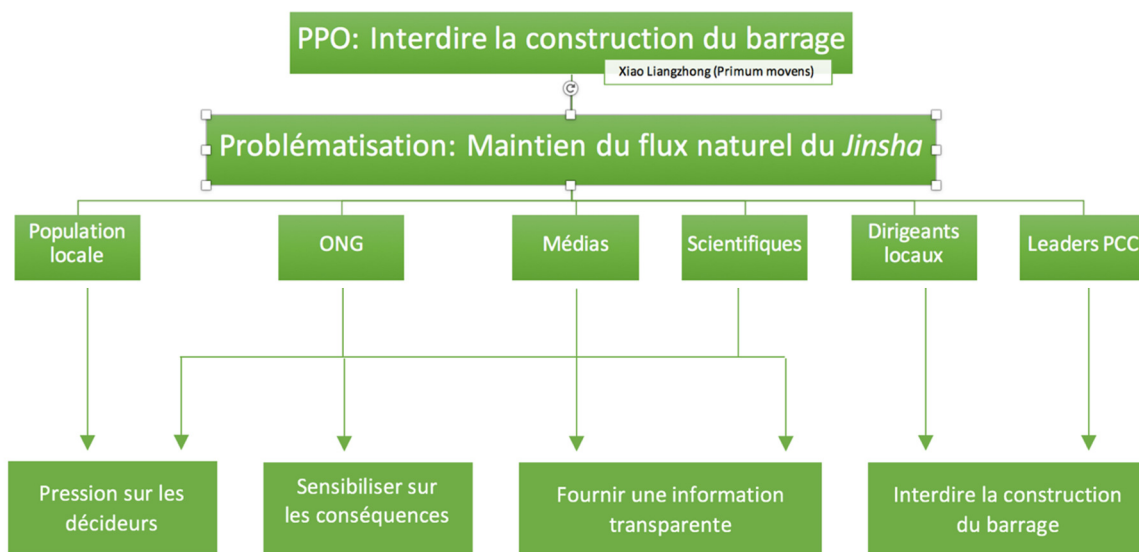 PPO: Interdire la construction du barrage
Xiao Liangzhong (Primum movens)
Problématisation: Maintien du flux naturel du Jinsha
Population
locale
ONG
Médias
Scientifiques
Dirigeants
locaux
Leaders PCC
Pression sur les
décideurs
Sensibiliser sur
les conséquences
Fournir une information
transparente
Interdire la construction
du barrage